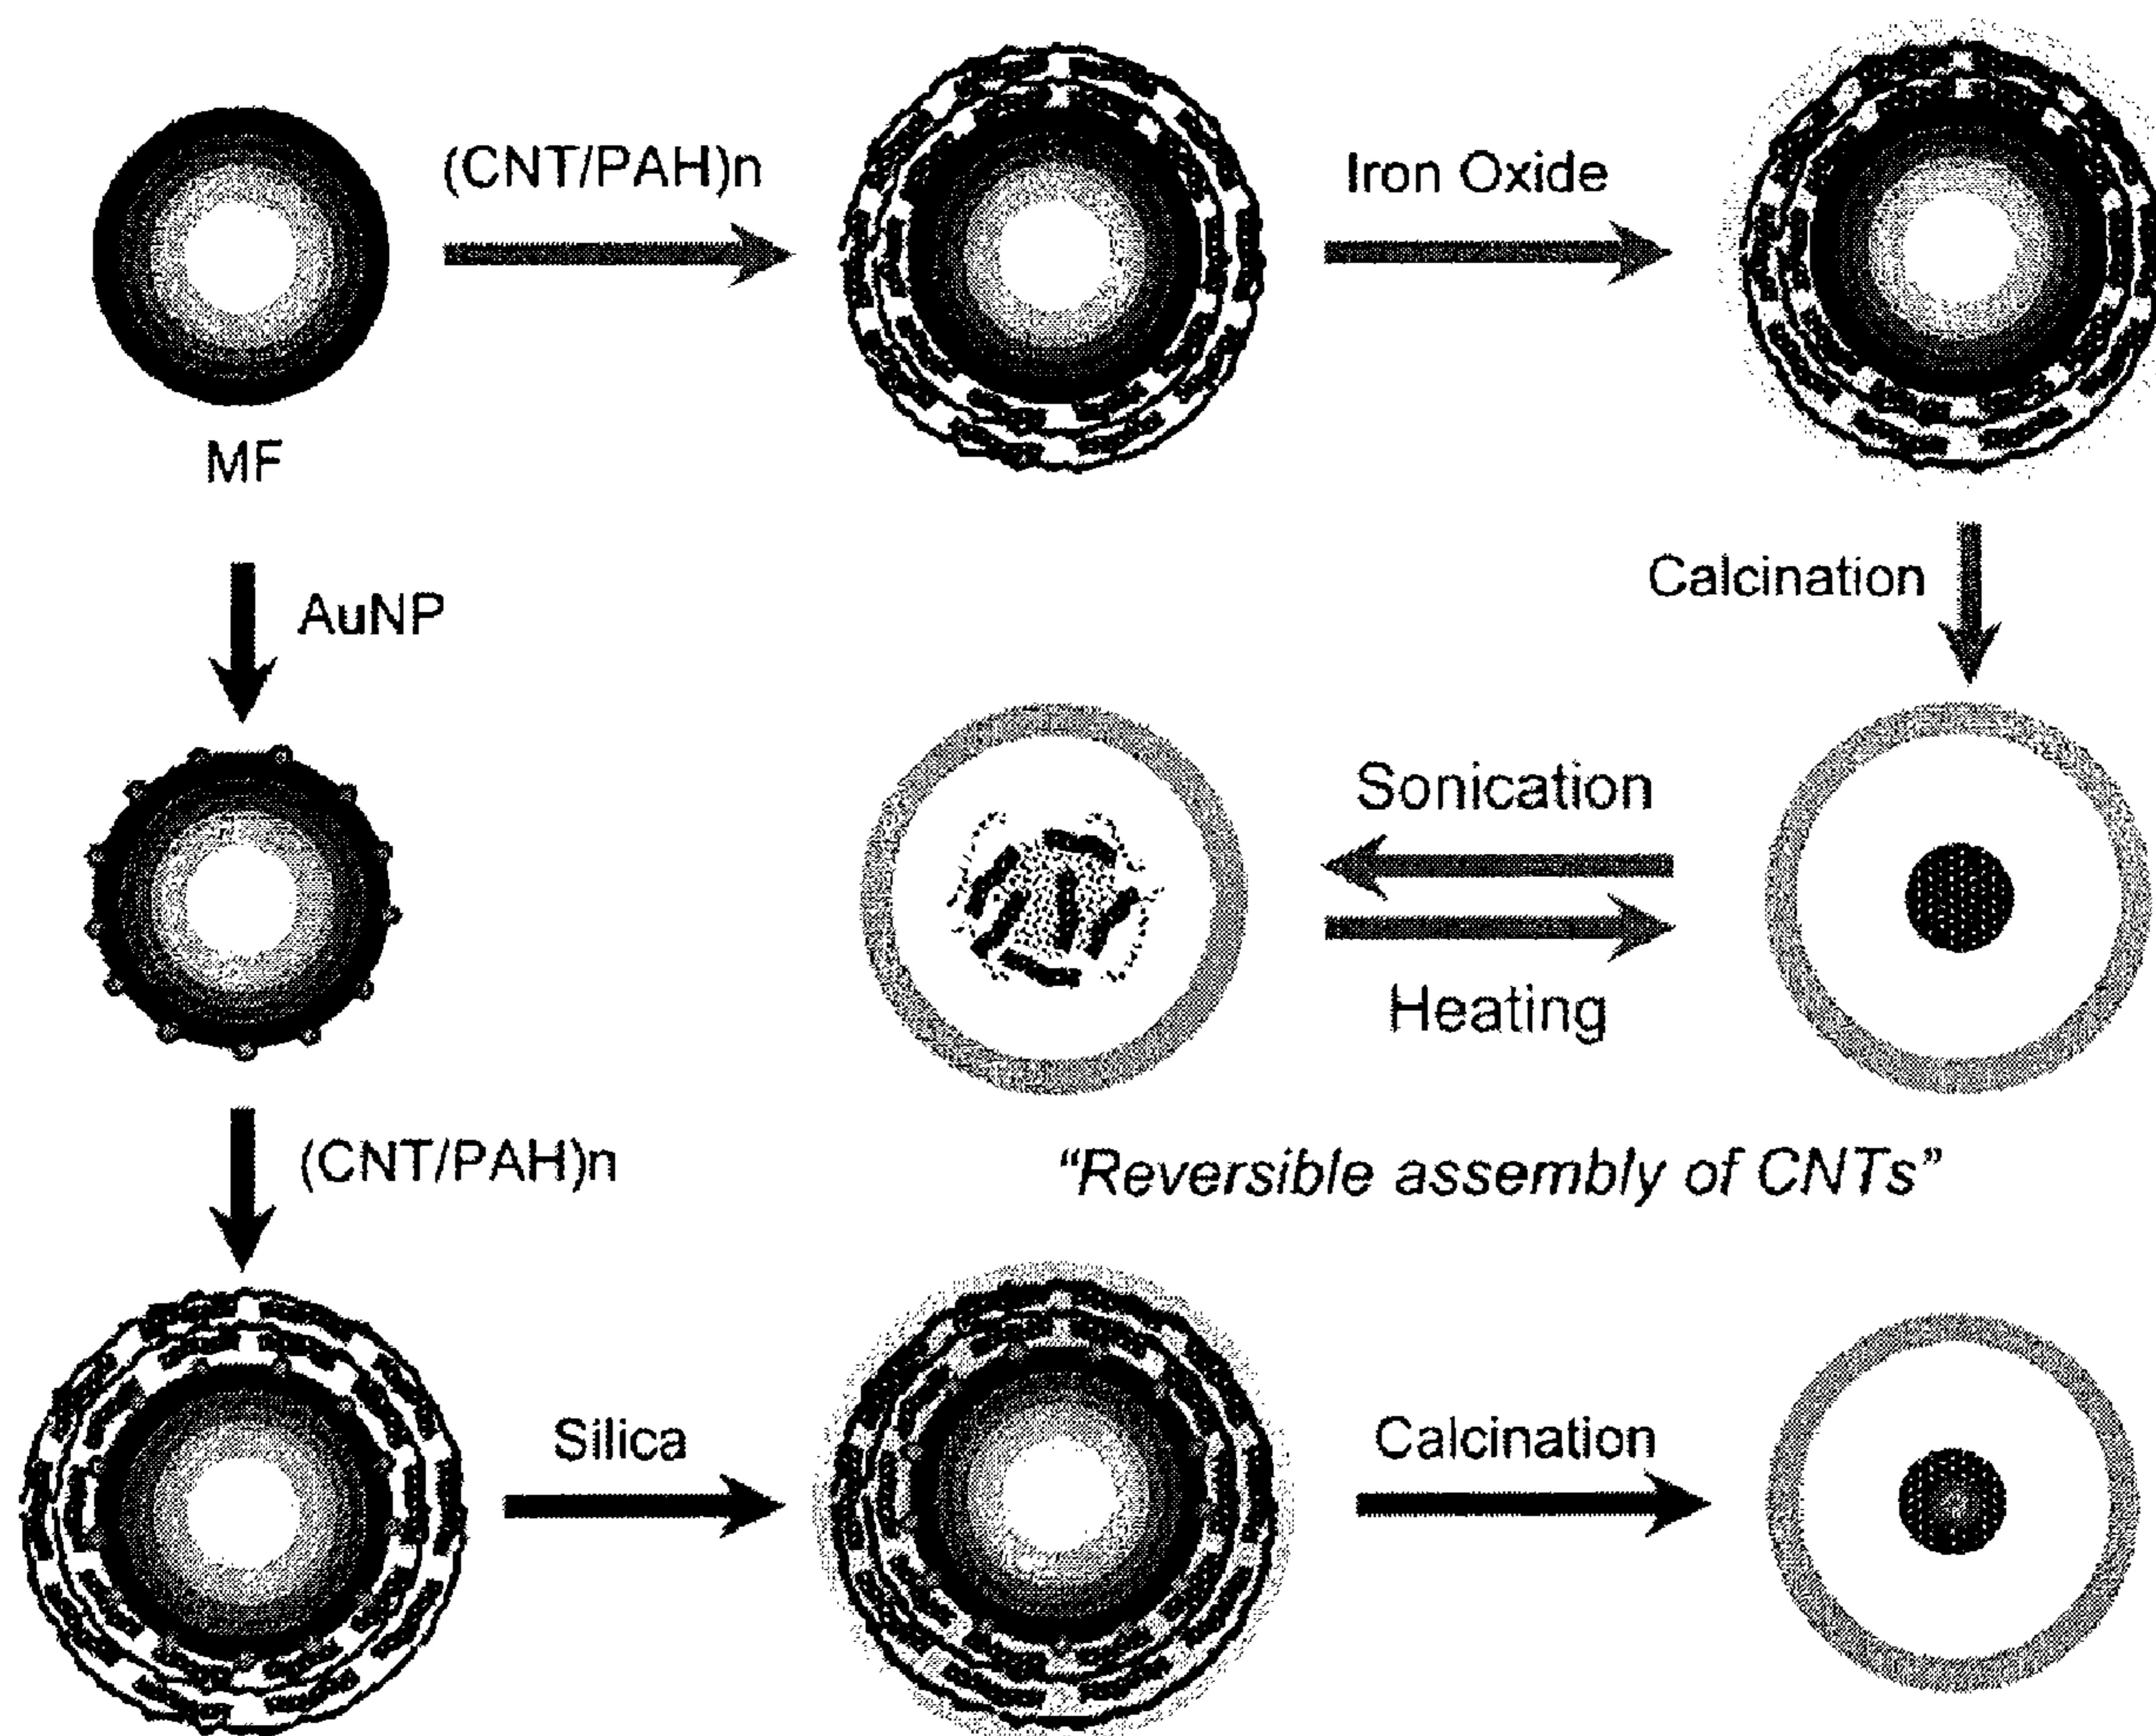 (CNT/PAH)n
Iron Oxide
MF
Calcination
AuNP
Sonication
Heating
(CNT/PAH)n
“Reversible assembly of CNTs”
Silica
Calcination